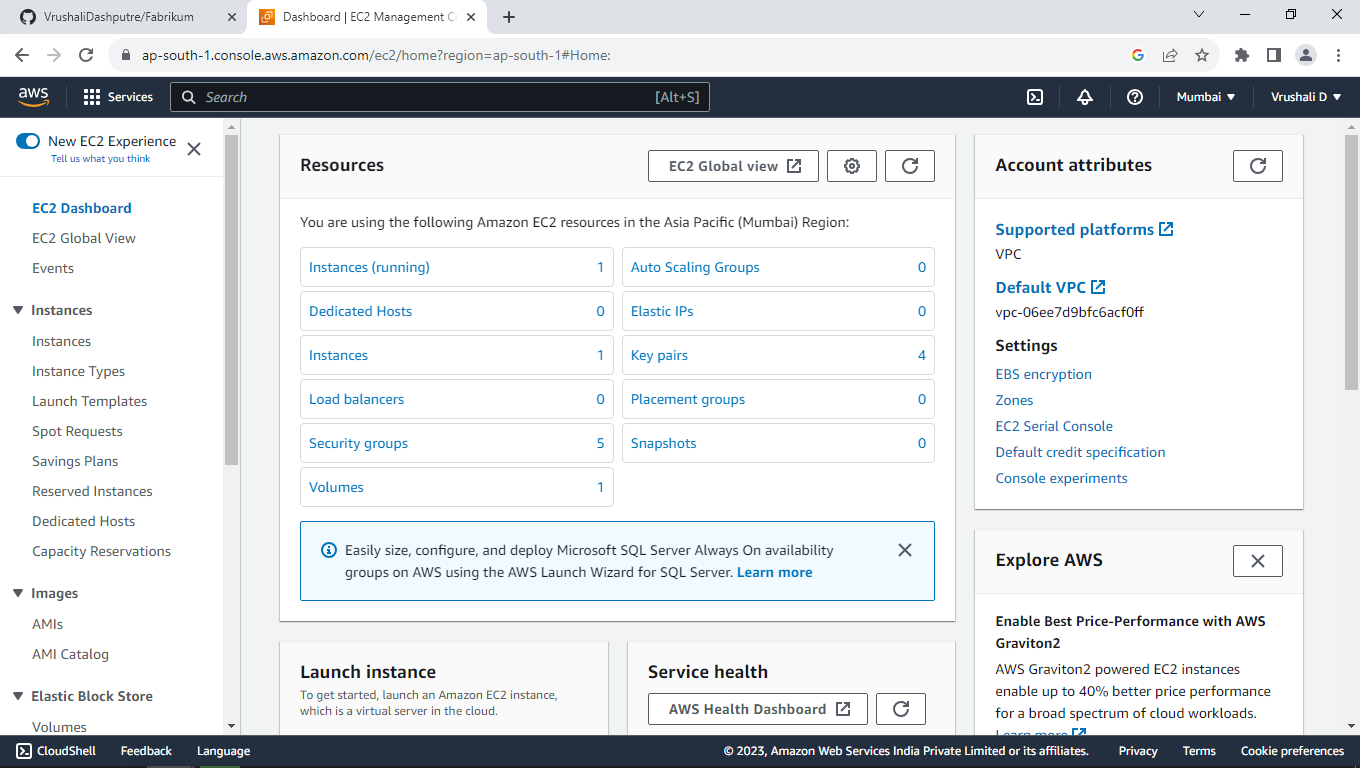 VrushaliDashputre/Fabrikum
Dashboard | EC2 Management Co
ap-south-1.console.aws.amazon.com/ec2/home?region=ap-south-1#Home:
aws
Services
Search
[Alt+S]
Mumbai
Vrushali D
New EC2 Experience
Tell us what you think
EC2 Dashboard
EC2 Global View
Events
Instances
Instances
Instance Types
Launch Templates
Spot Requests
Savings Plans
Reserved Instances
Dedicated Hosts
Capacity Reservations
Images
AMIs
AMI Catalog
Elastic Block Store
Volumes
Resources
EC2 Global view
You are using the following Amazon EC2 resources in the Asia Pacific (Mumbai) Region:
Instances (running) 1
Auto Scaling Groups 0
Dedicated Hosts 0
Elastic IPs 0
Instances 1
Key pairs 4
Load balancers 0
Placement groups 0
Security groups 5
Snapshots 0
Volumes 1
Easily size, configure, and deploy Microsoft SQL Server Always On availability
groups on AWS using the AWS Launch Wizard for SQL Server. Learn more
Launch instance
To get started, launch an Amazon EC2 instance,
which is a virtual server in the cloud.
Service health
AWS Health Dashboard
Account attributes
Supported platforms
VPC
Default VPC
vpc-06ee7d9bfc6acf0ff
Settings
EBS encryption
Zones
EC2 Serial Console
Default credit specification
Console experiments
Explore AWS
Enable Best Price-Performance with AWS
Graviton2
AWS Graviton2 powered EC2 instances
enable up to 40% better price performance
for a broad spectrum of cloud workloads.
Learn more
CloudShell
Feedback
Language
© 2023, Amazon Web Services India Private Limited or its affiliates.
Privacy
Terms
Cookie preferences